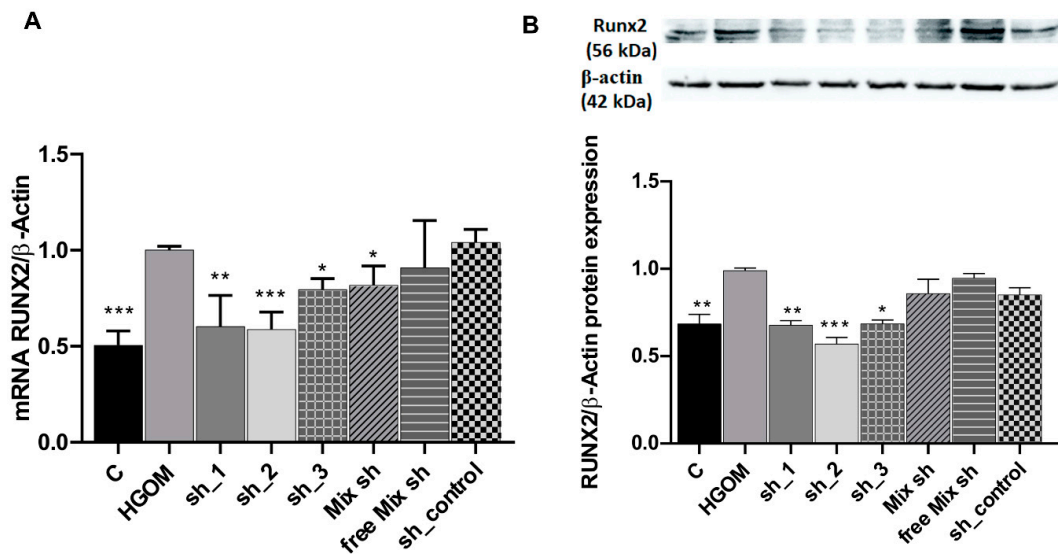 A
mRNA RUNX2/β-Actin
1.5
1.0
0.5
0.0
***
**
***
*
*
C
HGOM
sh_1
sh_2
sh_3
Mix sh
free Mix sh
sh_control
B
Runx2
(56 kDa)
β-actin
(42 kDa)
RUNX2/β-Actin protein expression
1.5
1.0
0.5
0.0
**
**
***
*
C
HGOM
sh_1
sh_2
sh_3
Mix sh
free Mix sh
sh_control